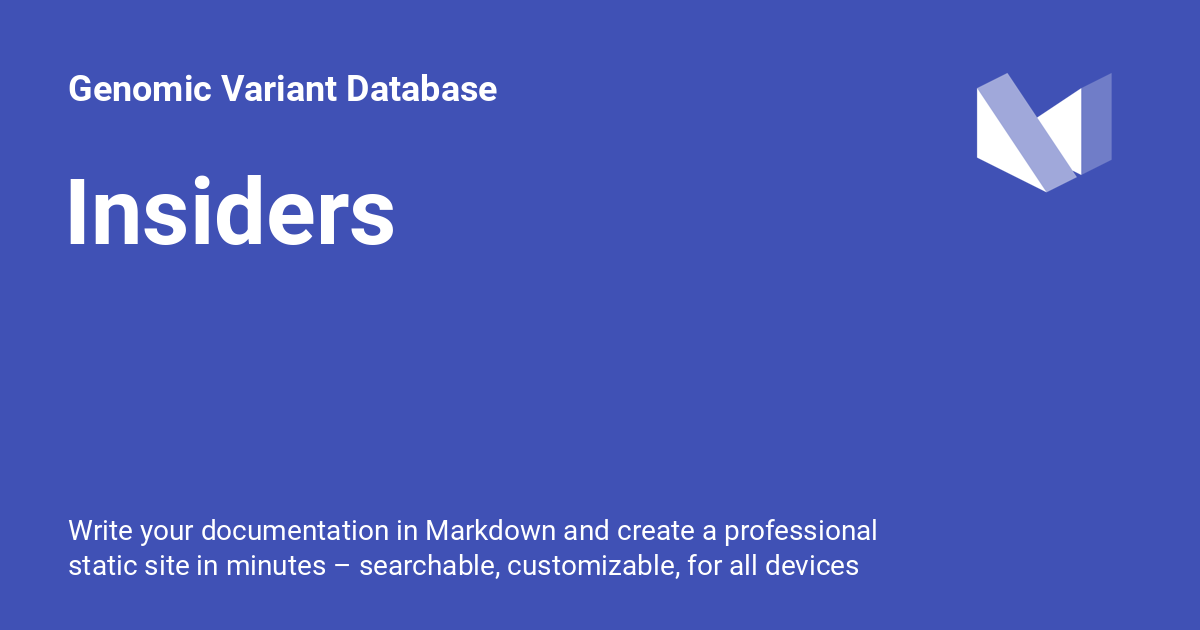 Genomic Variant Database
Insiders
Write your documentation in Markdown and create a professional
static site in minutes – searchable, customizable, for all devices